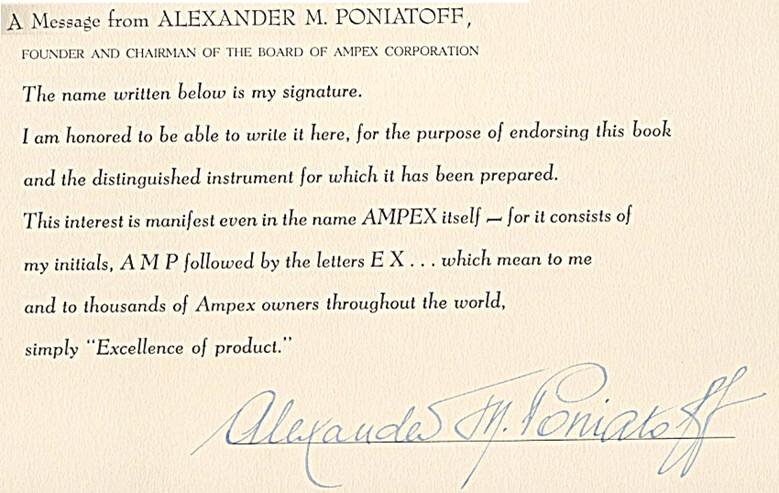 A Message from ALEXANDER M. PONIATOFF,
FOUNDER AND CHAIRMAN OF THE BOARD OF AMPEX CORPORATION
The name written below is my signature.
I am honored to be able to write it here, for the purpose of endorsing this book
and the distinguished instrument for which it has been prepared.
This interest is manifest even in the name AMPEX itself — for it consists of
my initials, A M P followed by the letters E X . . . which mean to me
and to thousands of Ampex owners throughout the world,
simply “Excellence of product.”
Alexander M. Poniatoff